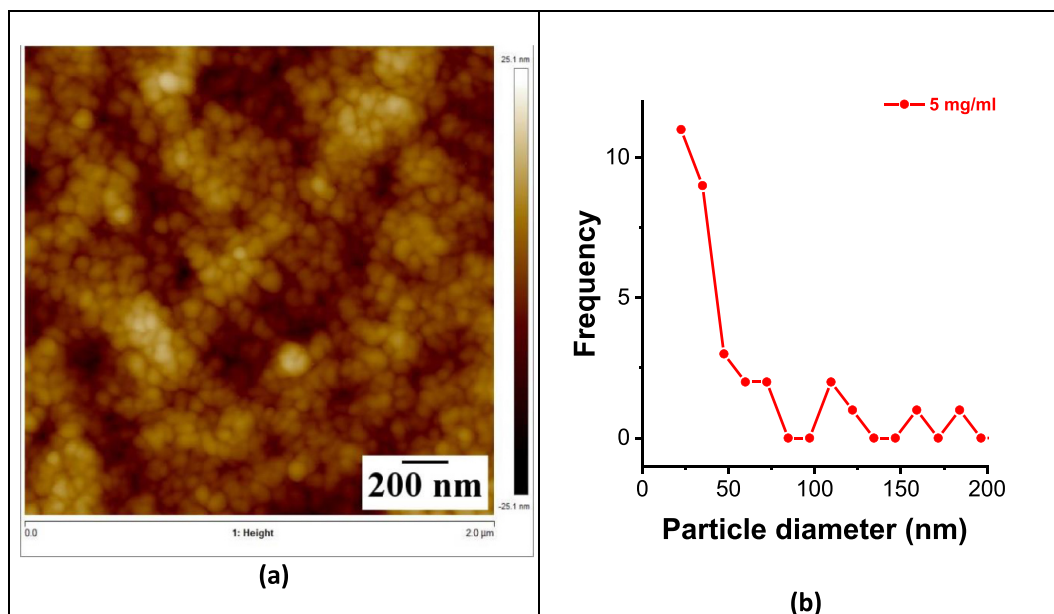 25.1 nm
-25.1 nm
200 nm
0.0
1: Height
2.0 µm
(a)
5 mg/ml
10
5
0
Frequency
0
50
100
150
200
Particle diameter (nm)
(b)